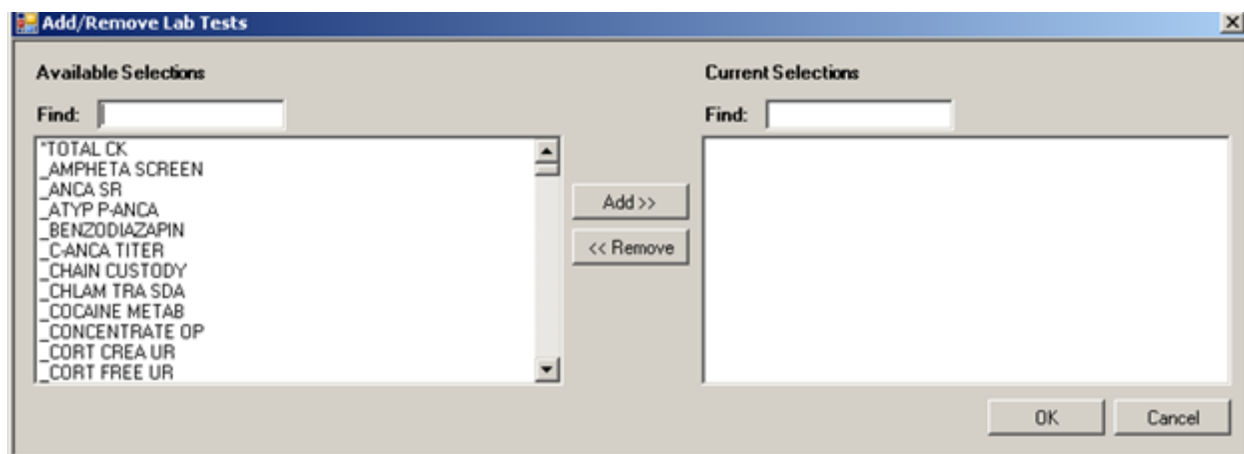 Add/Remove Lab Tests
Available Selections
Find:
*TOTAL CK
_AMPHETA SCREEN
_ANCA SR
_ATYP P-ANCA
_BENZODIAZAPIN
_C-ANCA TITER
_CHAIN CUSTODY
_CHLAM TRA SDA
_COCAINE METAB
_CONCENTRATE OP
_CORT CREA UR
_CORT FREE UR
Add >>
<< Remove
Current Selections
Find:
OK
Cancel